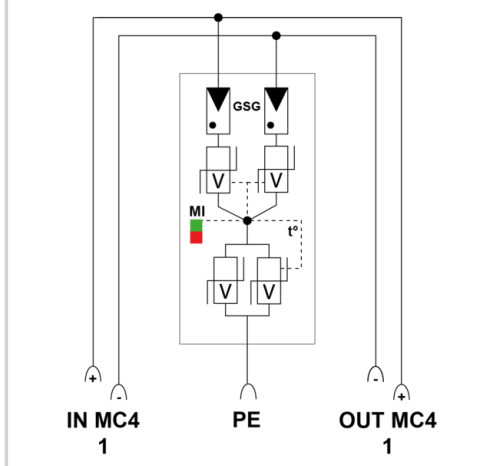 GSG
V V
MI
t°
V V
+ - - +
IN MC4 PE OUT MC4
1 1